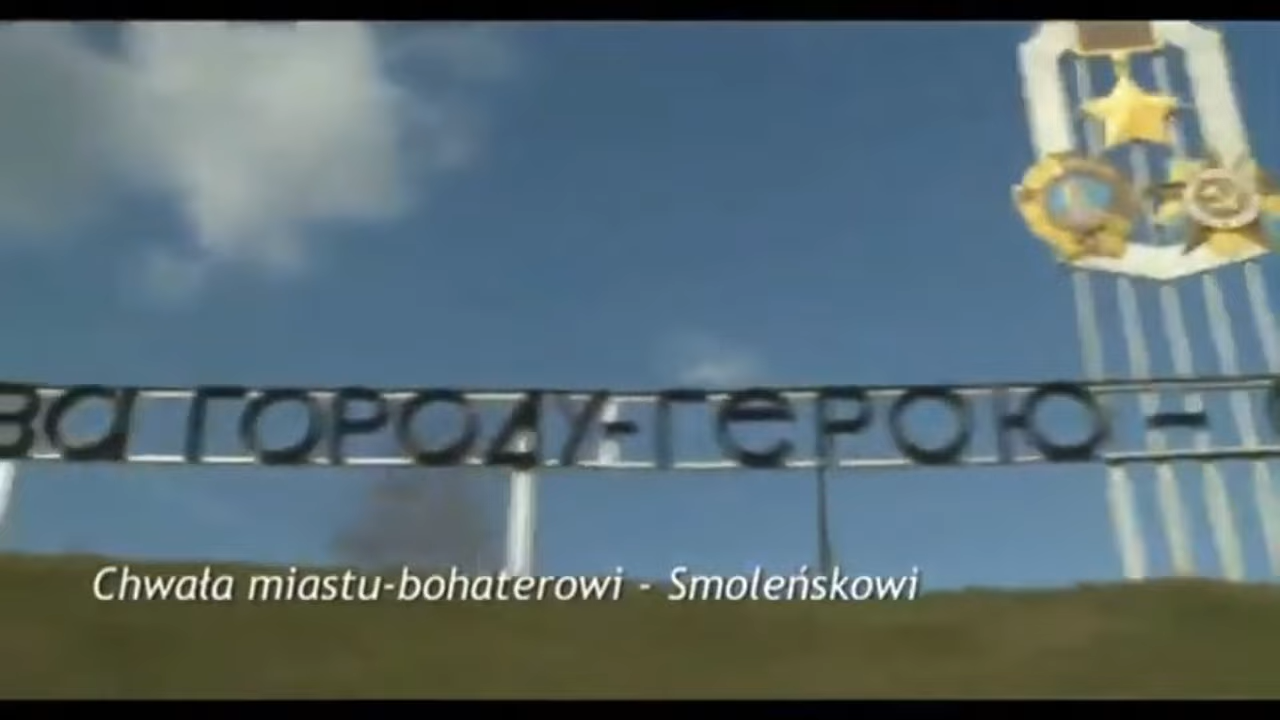 ва городу-герою -
Chwała miastu-bohaterowi - Smoleńskowi